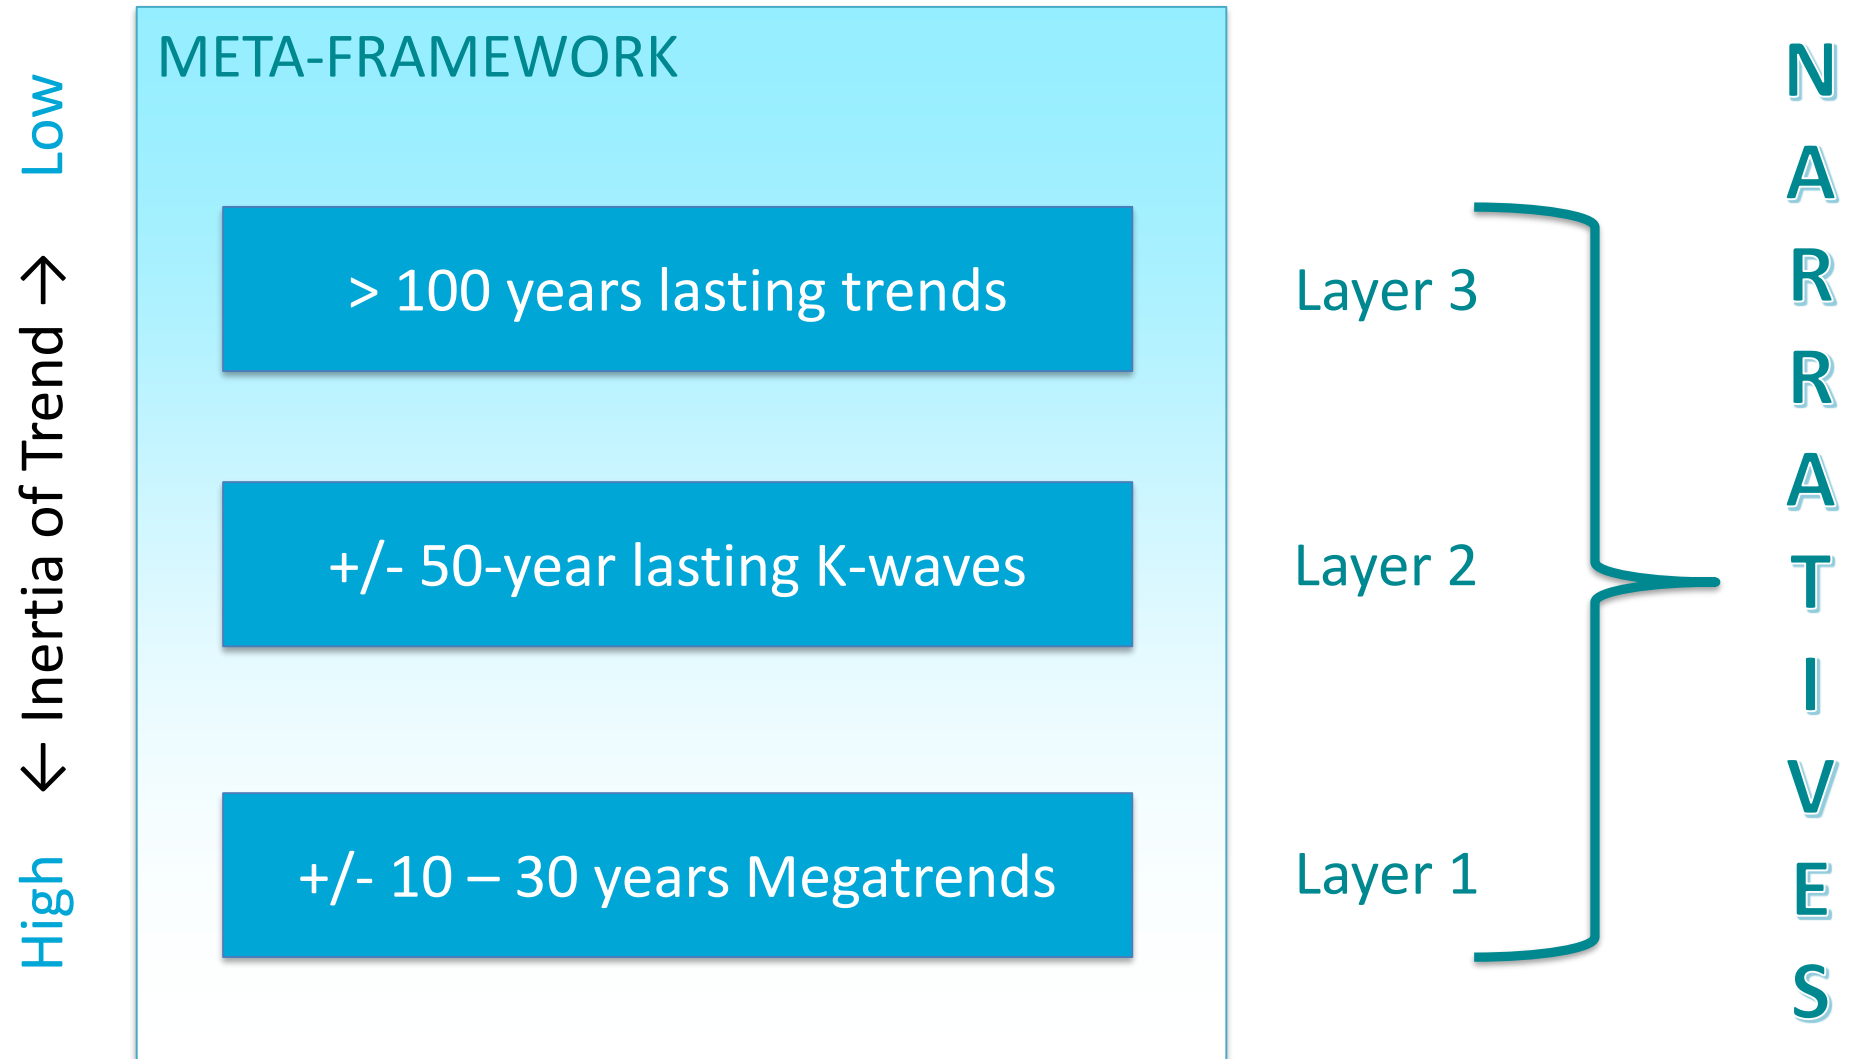 META-FRAMEWORK
Low ← Inertia of Trend → High
> 100 years lasting trends
Layer 3
+/- 50-year lasting K-waves
Layer 2
+/- 10 – 30 years Megatrends
Layer 1
NARRATIVES